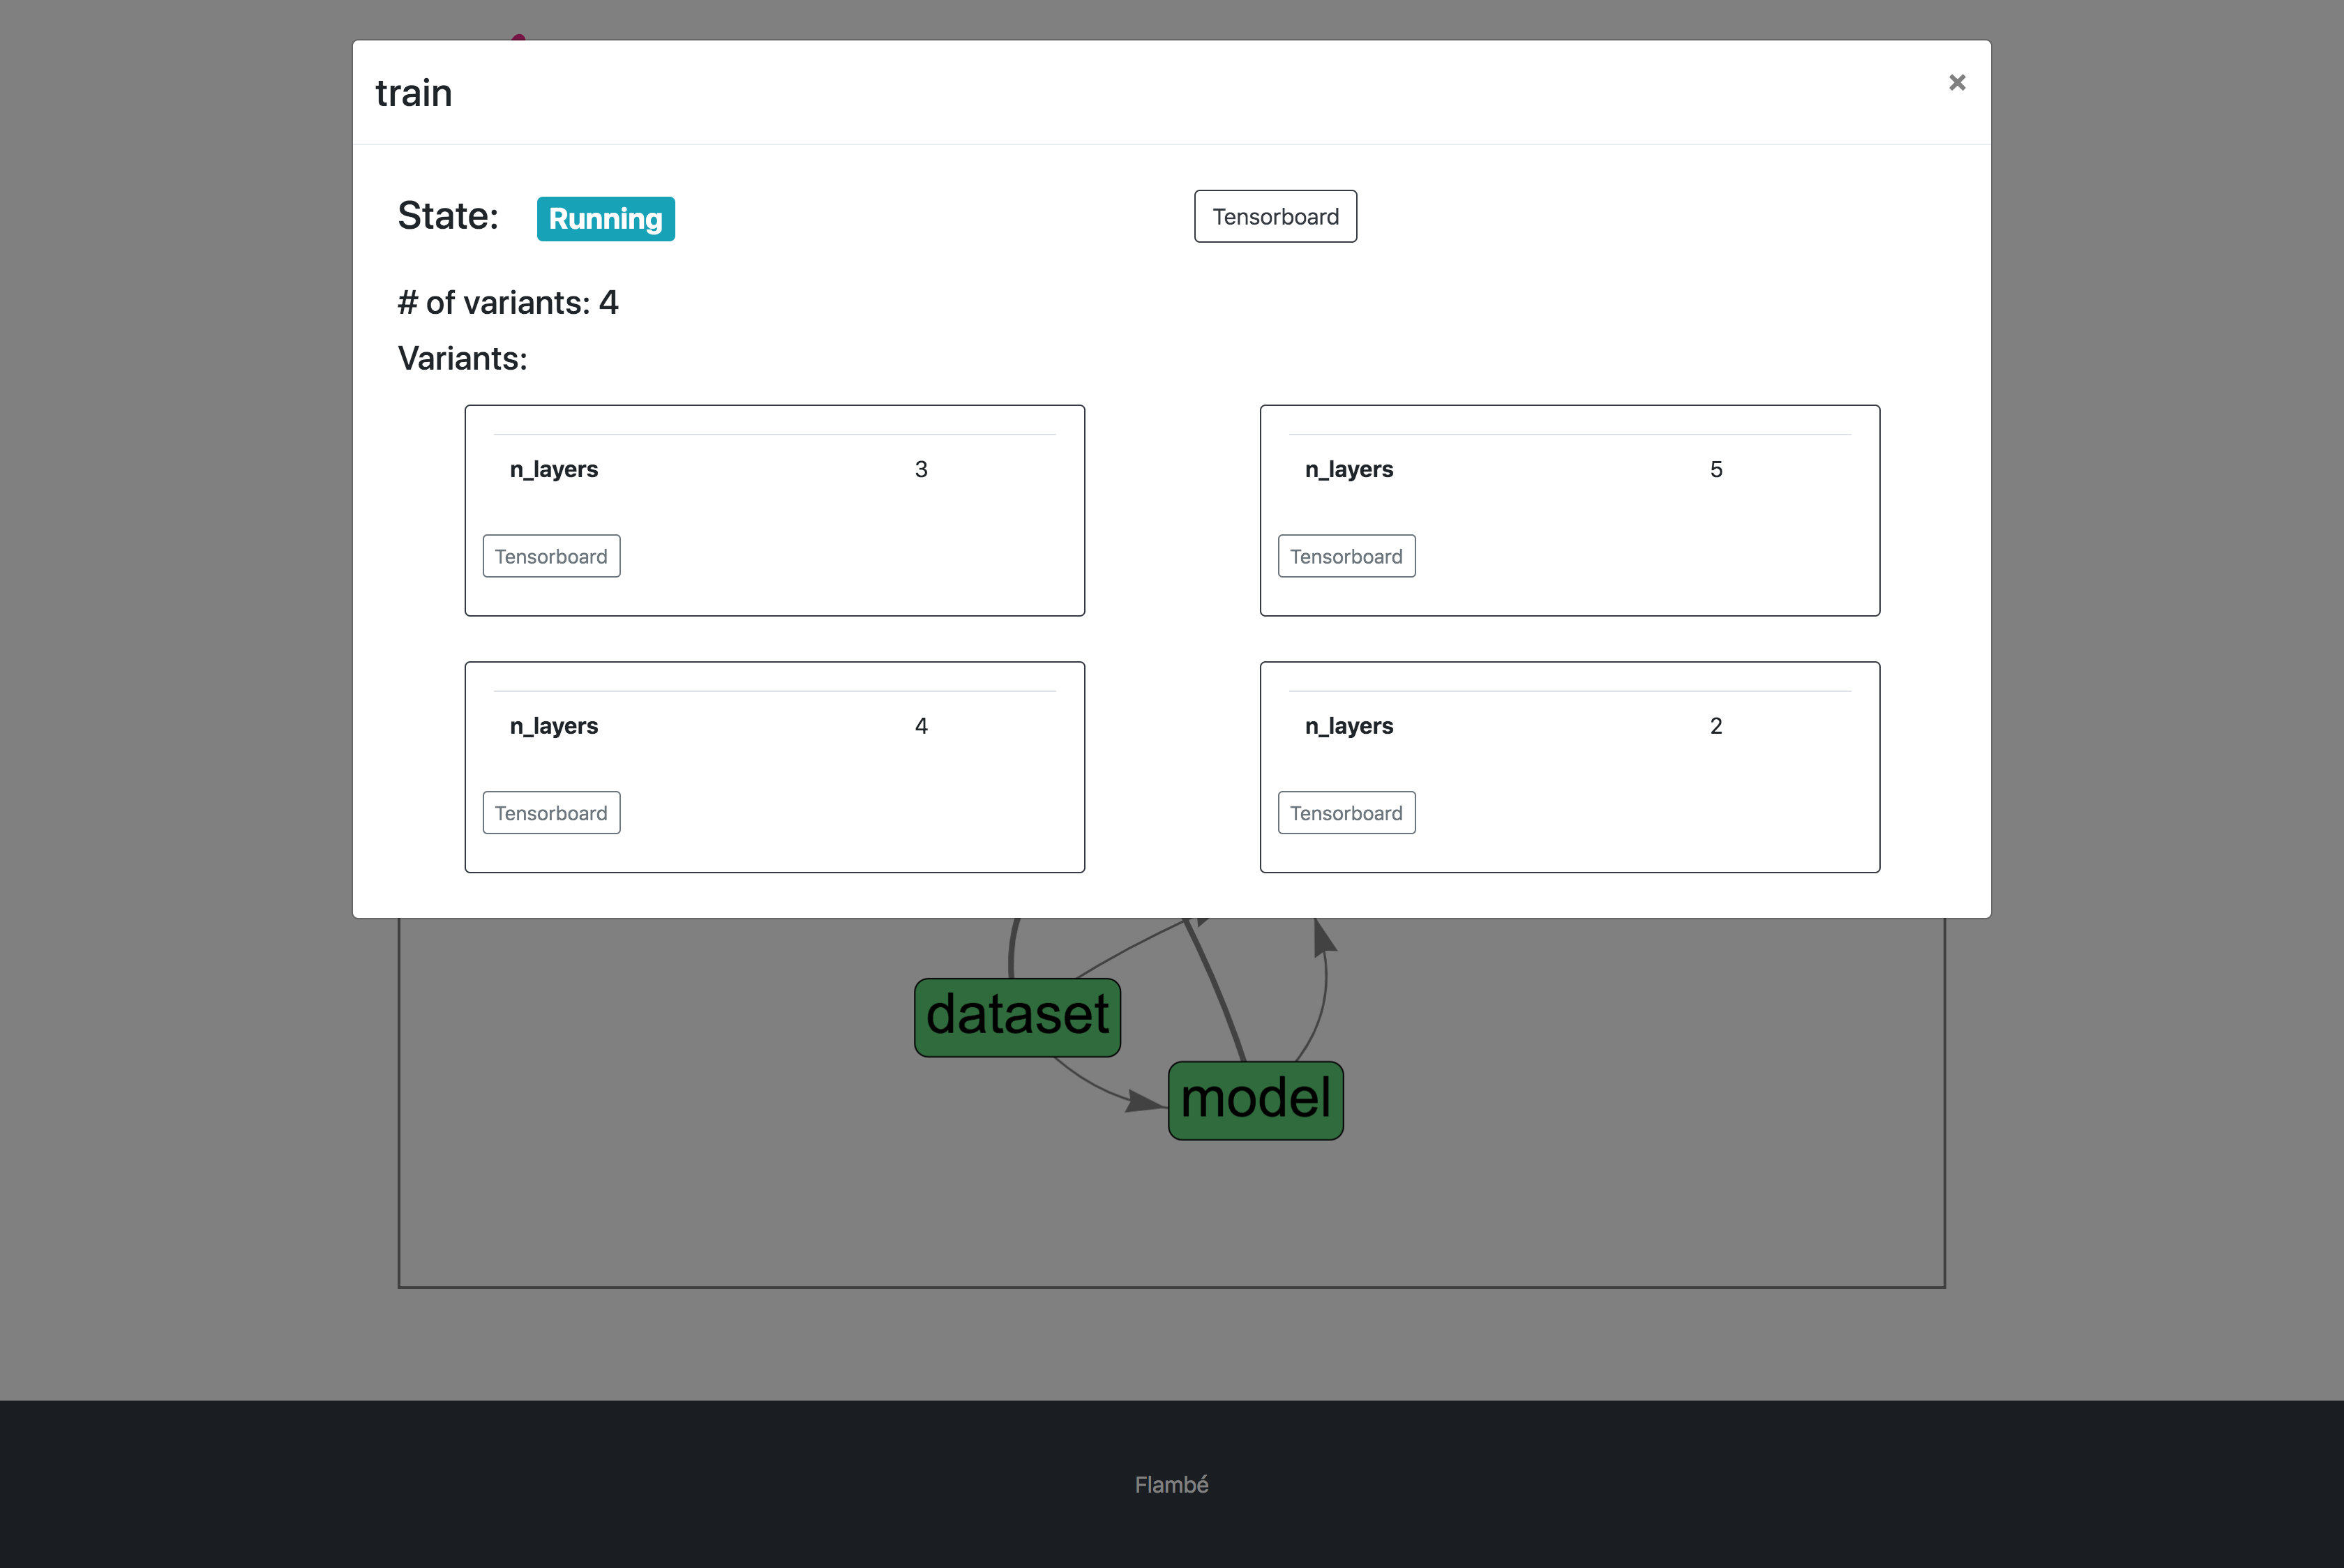 train
×
State: Running
Tensorboard
# of variants: 4
Variants:
n_layers 3
Tensorboard
n_layers 5
Tensorboard
n_layers 4
Tensorboard
n_layers 2
Tensorboard
dataset
model
Flambé